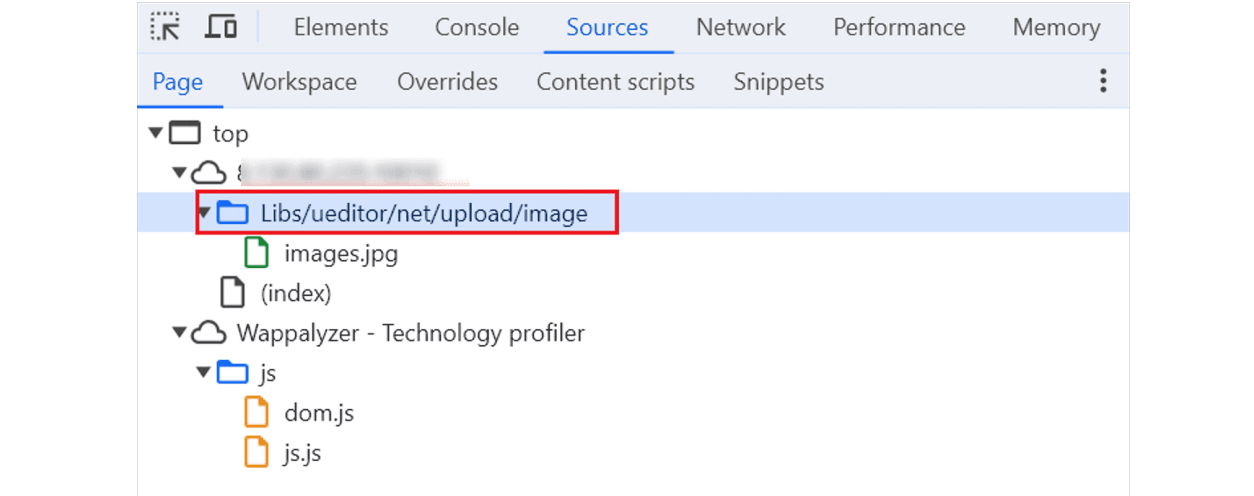 Elements Console Sources Network Performance Memory
Page Workspace Overrides Content scripts Snippets
top
Libs/ueditor/net/upload/image
images.jpg
(index)
Wappalyzer - Technology profiler
js
dom.js
js.js